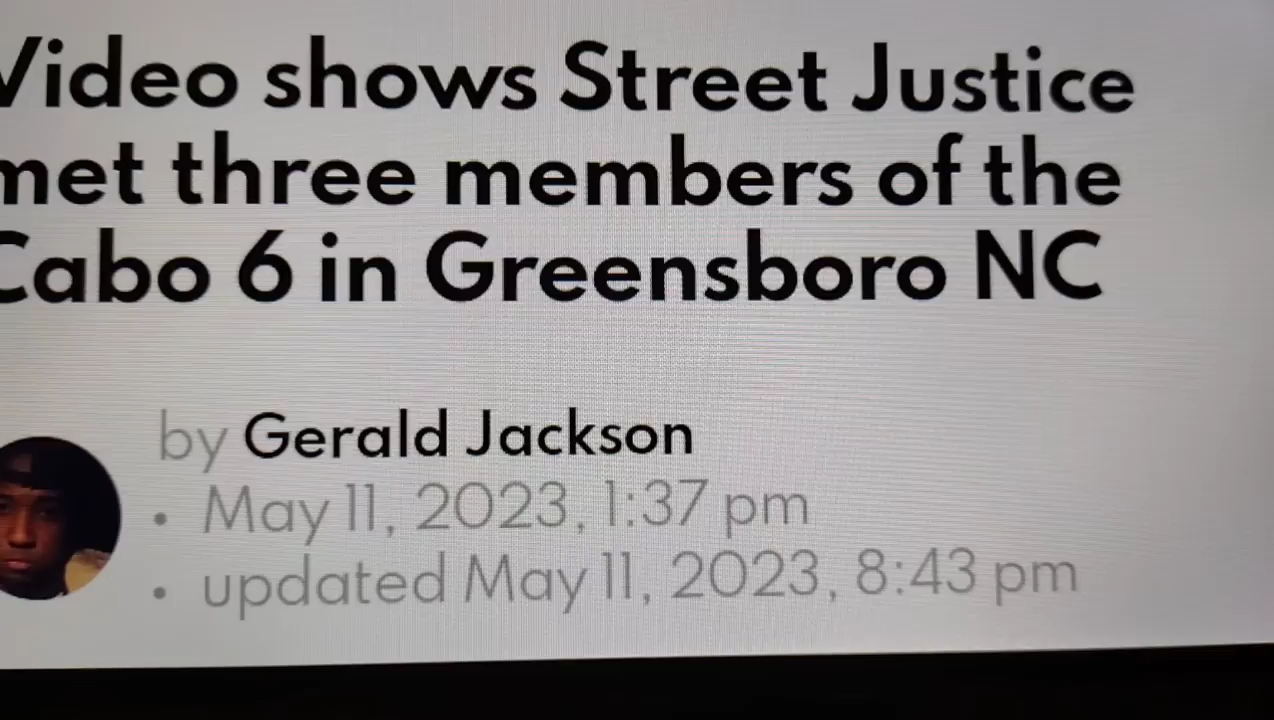 Video shows Street Justice
met three members of the
Cabo 6 in Greensboro NC
by Gerald Jackson
• May 11, 2023, 1:37 pm
• updated May 11, 2023, 8:43 pm